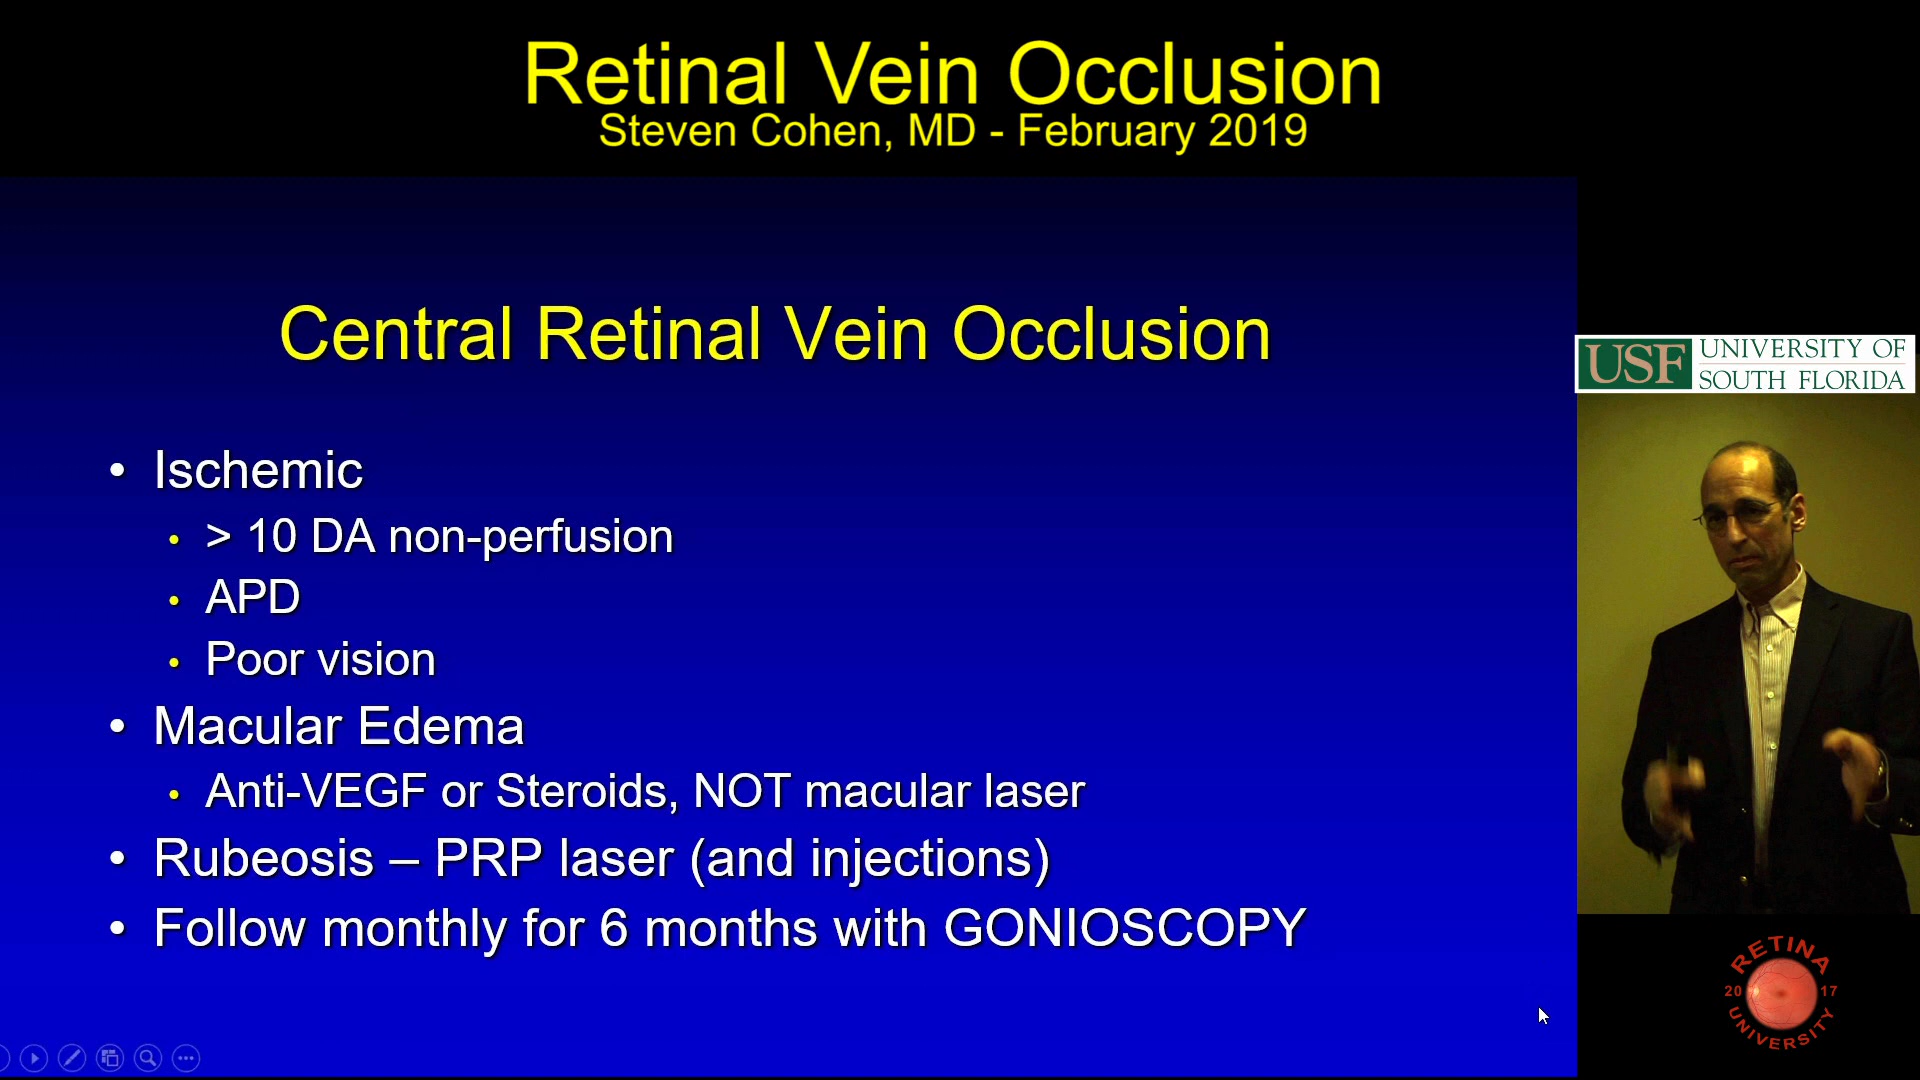 Retinal Vein Occlusion
Steven Cohen, MD - February 2019
Central Retinal Vein Occlusion
• Ischemic
• > 10 DA non-perfusion
• APD
• Poor vision
• Macular Edema
• Anti-VEGF or Steroids, NOT macular laser
• Rubeosis – PRP laser (and injections)
• Follow monthly for 6 months with GONIOSCOPY
USF UNIVERSITY OF
SOUTH FLORIDA
RETINA
20 17
UNIVERSITY